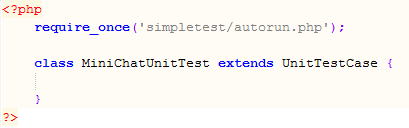 <?php
require_once('simpletest/autorun.php');
class MiniChatUnitTest extends UnitTestCase {
}
?>